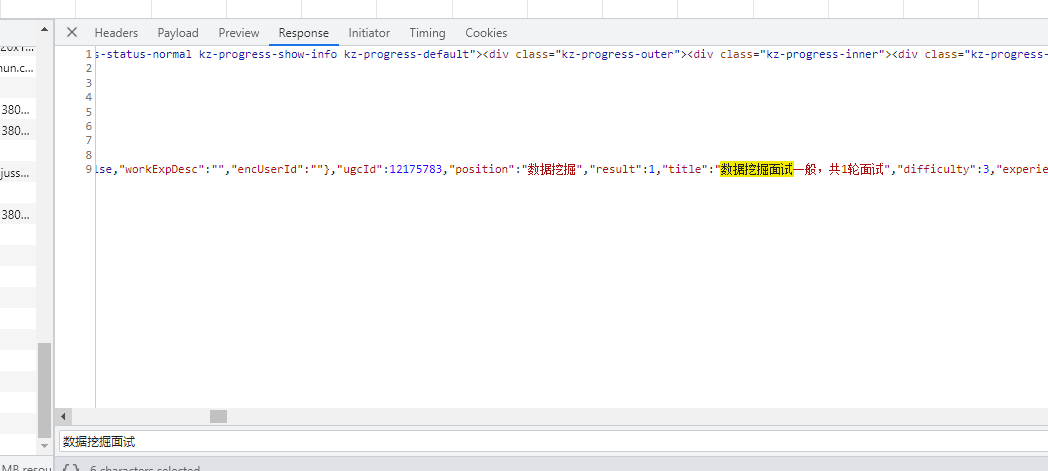 Headers Payload Preview Response Initiator Timing Cookies
nun.c...
380...
380...
juss...
380...
1 s-status-normal kz-progress-show-info kz-progress-default"><div class="kz-progress-outer"><div class="kz-progress-inner"><div class="kz-progress-
2
3
4
5
6
7
8
9 lse,"workExpDesc":"","encUserId":""},"ugcId":12175783,"position":"数据挖掘","result":1,"title":"数据挖掘面试一般，共1轮面试","difficulty":3,"experie
数据挖掘面试
MB resou
{} 6 characters selected